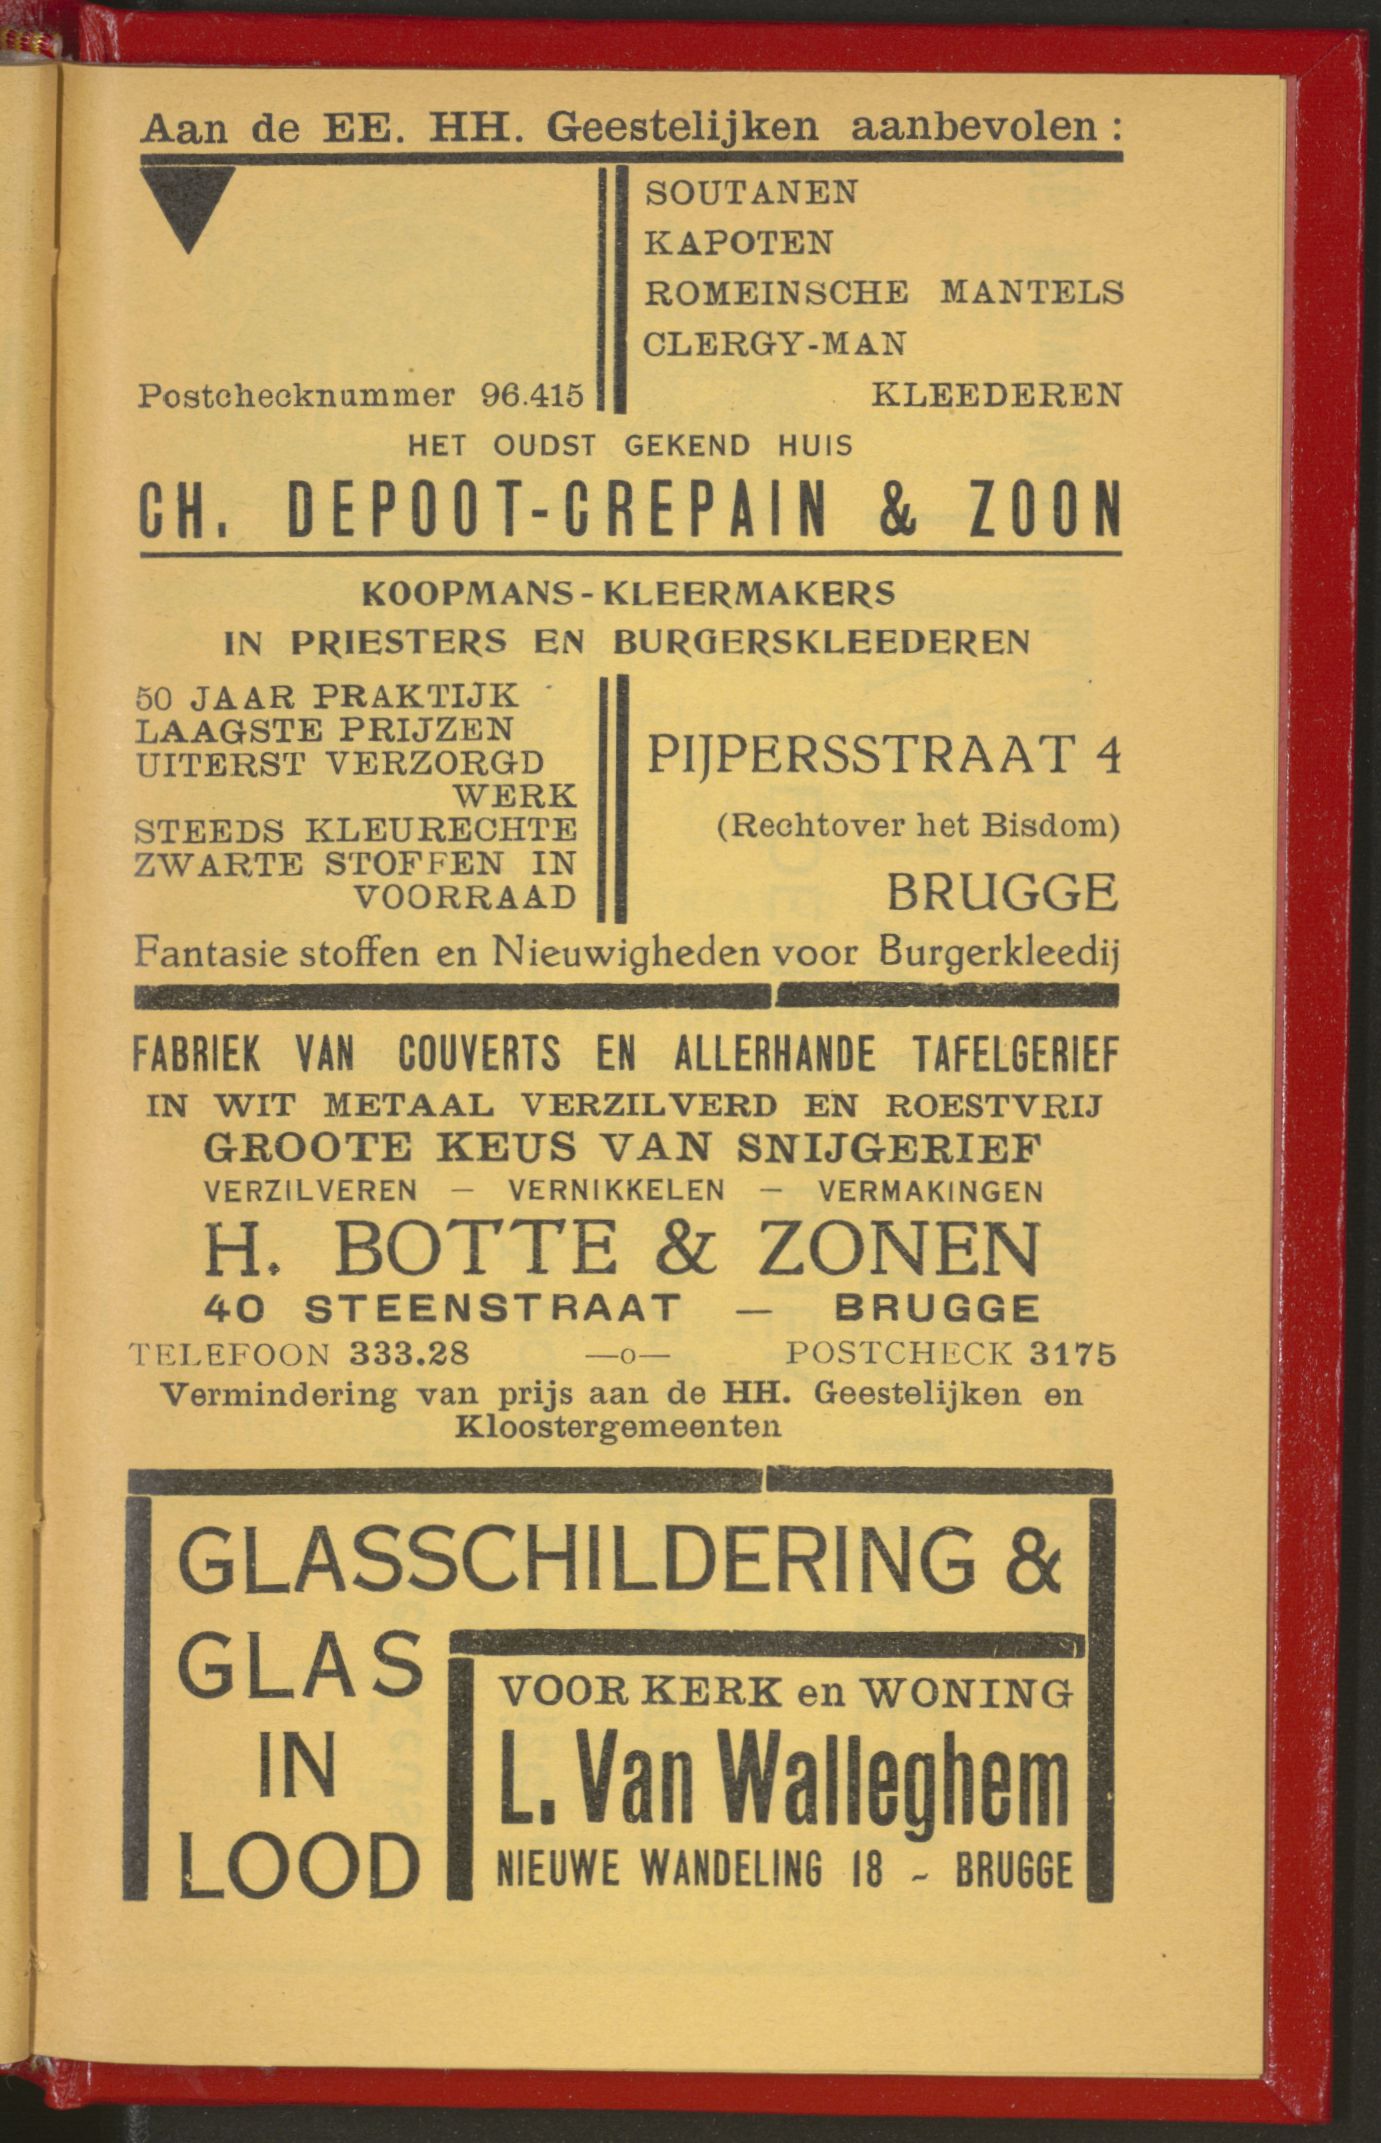 Aan de EE. HH. Geestelijken aanbevolen :
SOUTANEN
KAPOTEN
ROMEINSCHE MANTELS
CLERGY-MAN
KLEEDEREN
Postchecknummer 96.415
HET OUDST GEKEND HUIS
CH. DEPOOT-CREPAIN & ZOON
KOOPMANS-KLEERMAKERS
IN PRIESTERS EN BURGERSKLEEDEREN
50 JAAR PRAKTIJK
LAAGSTE PRIJZEN
UITERST VERZORGD
WERK
STEEDS KLEURECHTE
ZWARTE STOFFEN IN
VOORRAAD
PIJPERSSTRAAT 4
(Rechtover het Bisdom)
BRUGGE
Fantasie stoffen en Nieuwigheden voor Burgerkleedij
FABRIEK VAN COUVERTS EN ALLERHANDE TAFELGERIEF
IN WIT METAAL VERZILVERD EN ROESTVRIJ
GROOTE KEUS VAN SNIJGERIEF
VERZILVEREN — VERNIKKELEN — VERMAKINGEN
H. BOTTE & ZONEN
40 STEENSTRAAT — BRUGGE
TELEFOON 333.28 —o— POSTCHECK 3175
Vermindering van prijs aan de HH. Geestelijken en
Kloostergemeenten
GLASSCHILDERING &
GLAS
IN
LOOD
VOOR KERK en WONING
L. Van Walleghem
NIEUWE WANDELING 18 - BRUGGE